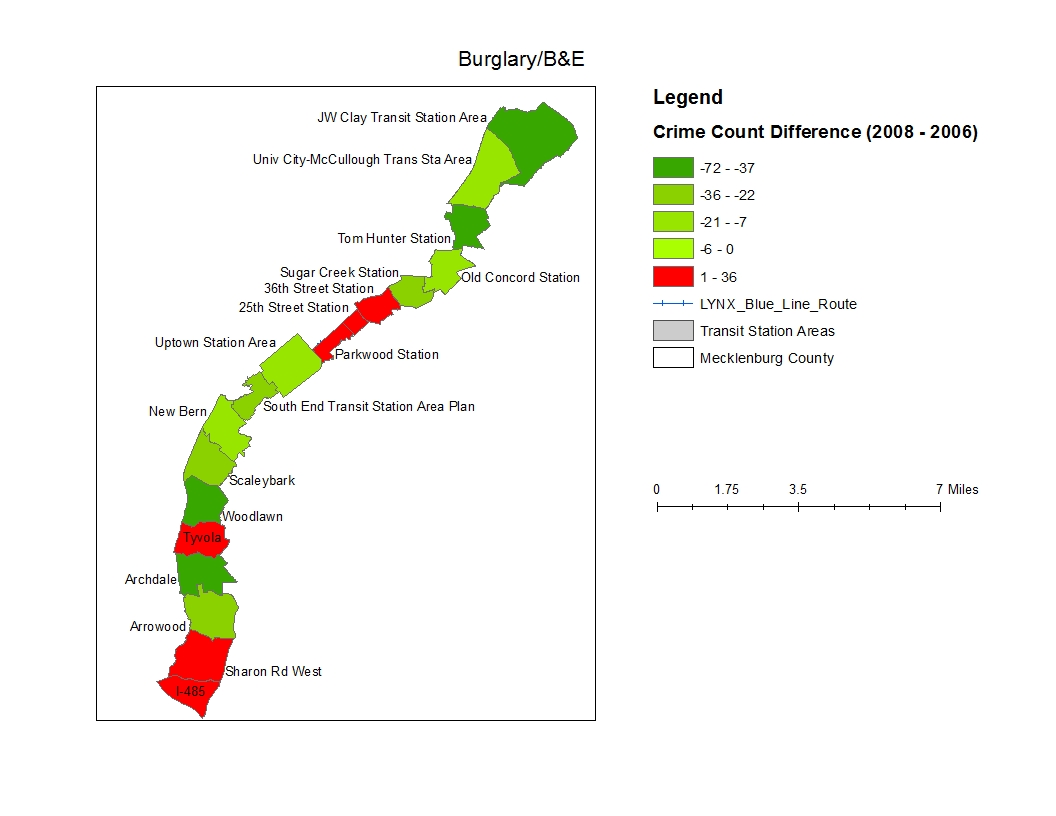 Burglary/B&E
JW Clay Transit Station Area
Univ City-McCullough Trans Sta Area
Tom Hunter Station
Sugar Creek Station
Old Concord Station
36th Street Station
25th Street Station
Uptown Station Area
Parkwood Station
South End Transit Station Area Plan
New Bern
Scaleybark
Woodlawn
Tyvola
Archdale
Arrowood
Sharon Rd West
I-485
Legend
Crime Count Difference (2008 - 2006)
-72 - -37
-36 - -22
-21 - -7
-6 - 0
1 - 36
LYNX_Blue_Line_Route
Transit Station Areas
Mecklenburg County
0 1.75 3.5 7 Miles